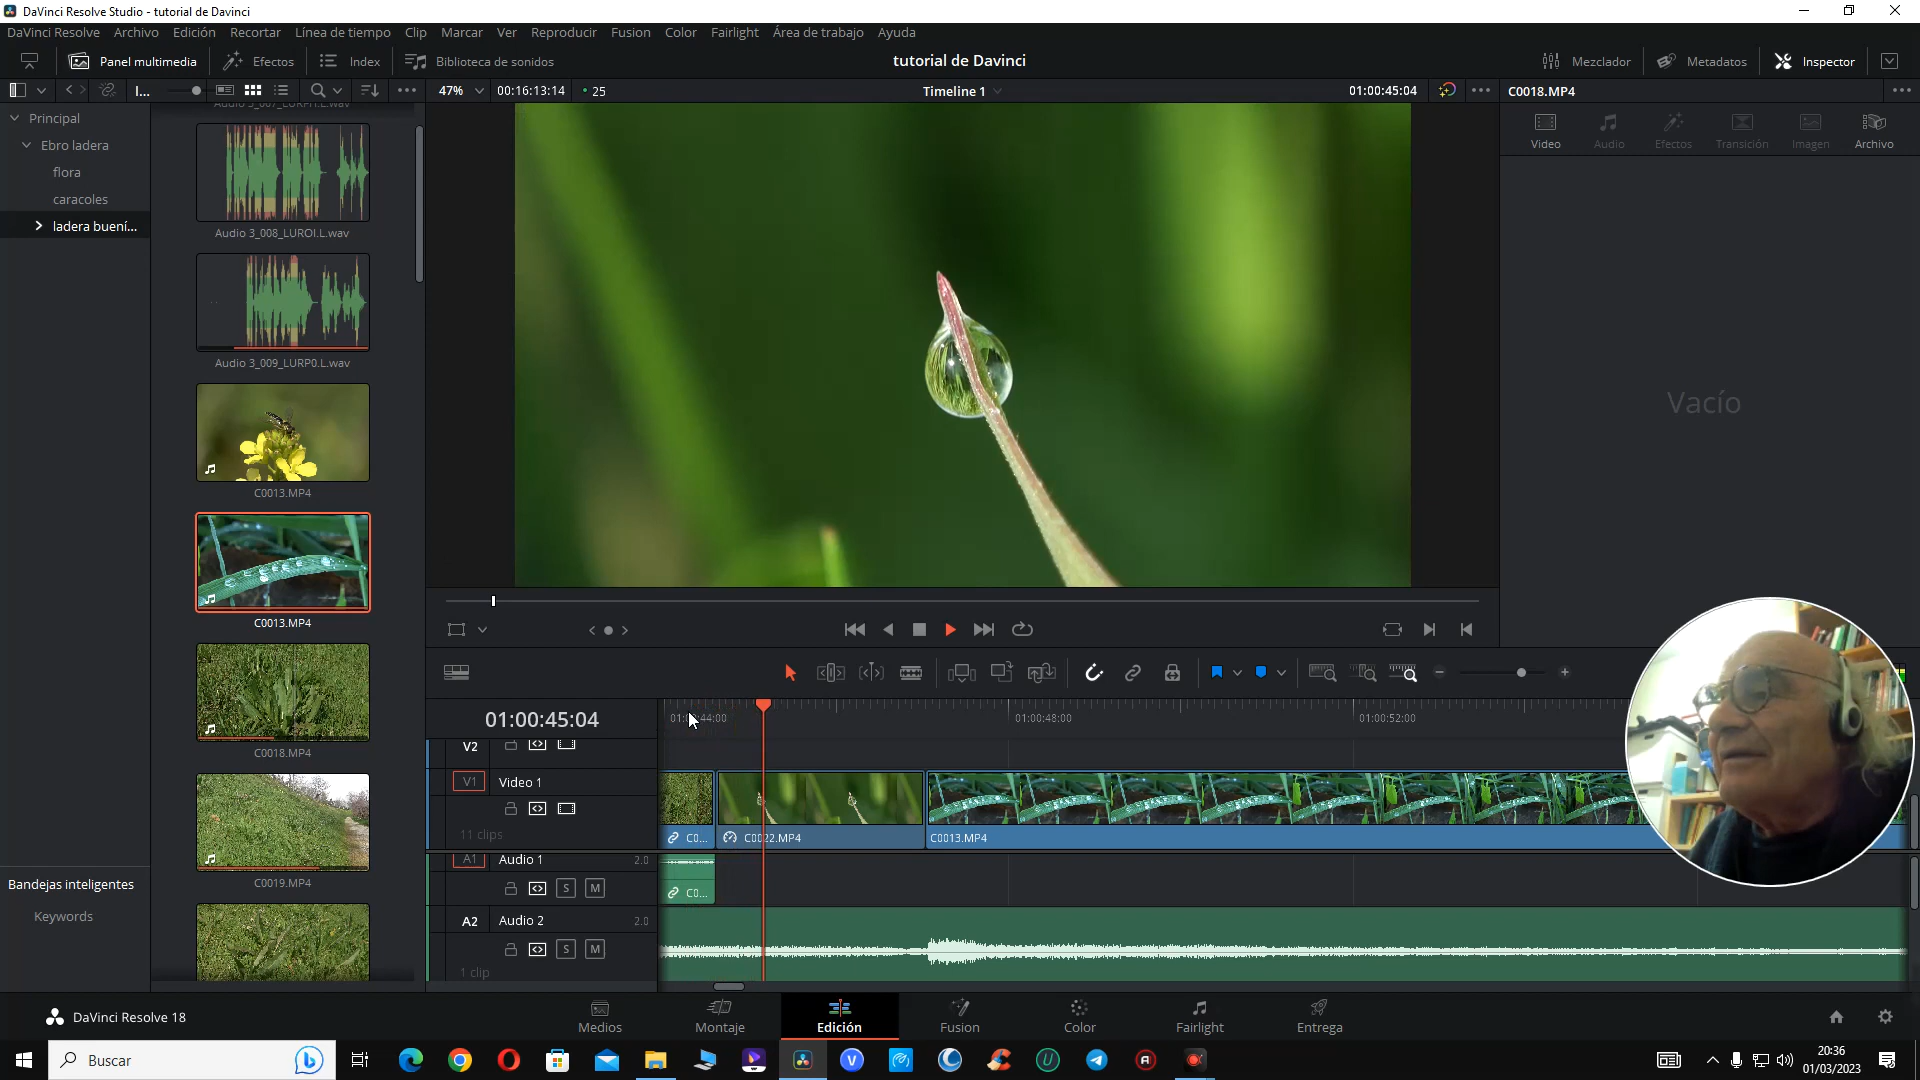 DaVinci Resolve Studio - tutorial de Davinci
DaVinci Resolve Archivo Edición Recortar Línea de tiempo Clip Marcar Ver Reproducir Fusion Color Fairlight Área de trabajo Ayuda
Panel multimedia Efectos Index Biblioteca de sonidos tutorial de Davinci Mezclador Metadatos Inspector
I... 47% 00:16:13:14 25 Timeline 1 01:00:45:04 C0018.MP4
Principal
Ebro ladera
flora
caracoles
ladera buení...
Audio 3_008_LUROI.L.wav
Audio 3_009_LURP0.L.wav
C0013.MP4
C0013.MP4
C0018.MP4
C0019.MP4
Video Audio Efectos Transición Imagen Archivo
Vacío
01:00:45:04
01:00:48:00 01:00:52:00
V2
V1 Video 1
11 clips
C0... C0022.MP4 C0013.MP4
A1 Audio 1 2.0
S M
C0...
A2 Audio 2 2.0
S M
1 clip
Bandejas inteligentes
Keywords
DaVinci Resolve 18
Medios Montaje Edición Fusion Color Fairlight Entrega
Buscar
20:36
01/03/2023